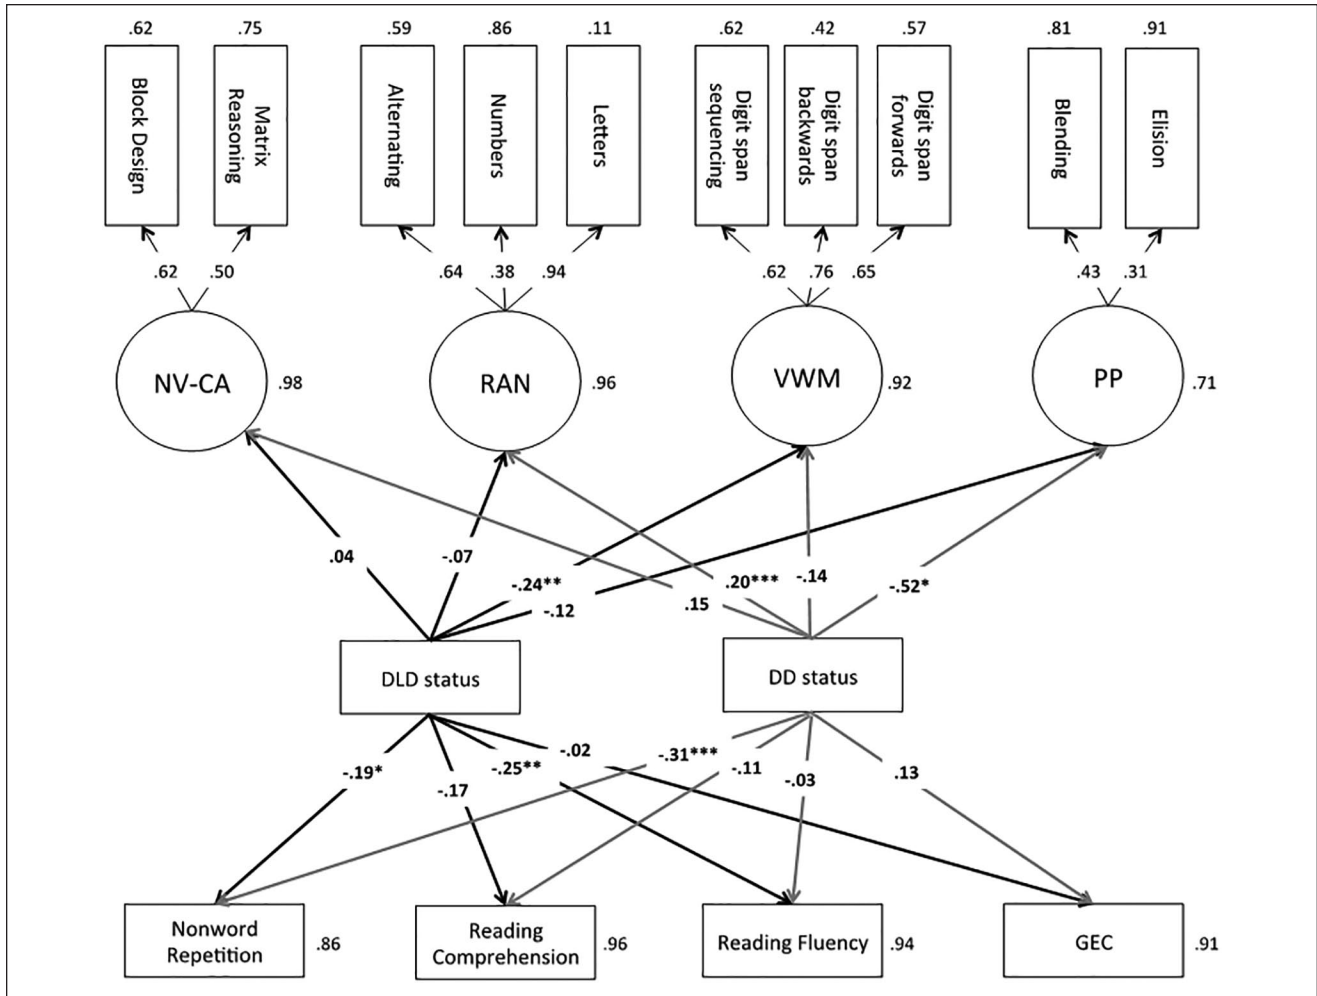 .62 .75 .59 .86 .11 .62 .42 .57 .81 .91
Block Design
Matrix
Reasoning
Alternating
Numbers
Letters
Digit span
sequencing
Digit span
backwards
Digit span
forwards
Blending
Elision
.62 .50 .64 .38 .94 .62 .76 .65 .43 .31
NV-CA .98 RAN .96 VWM .92 PP .71
.04 -.07 -.24** -.12 .15 .20*** -.14 -.52*
DLD status DD status
-.19* -.17 -.25** -.02 -.31*** -.11 -.03 .13
Nonword
Repetition
.86
Reading
Comprehension
.96
Reading Fluency .94
GEC .91